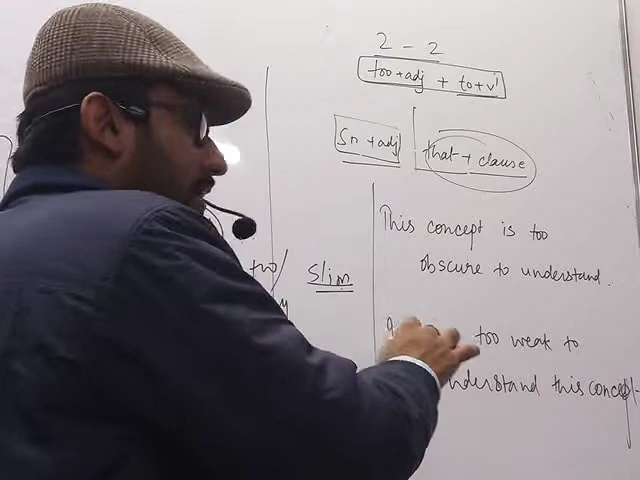 2 - 2
too + adj + to + v'
So + adj
that + clause
This concept is too
obscure to understand.
too weak to
understand this concept.
too/
Slim